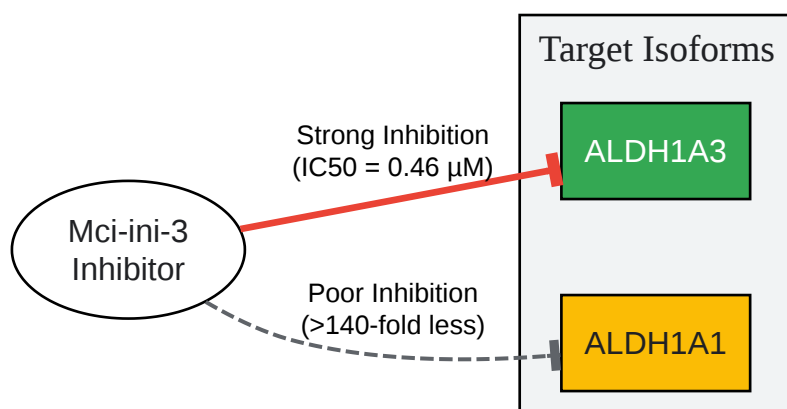 Target Isoforms
Strong Inhibition
(IC50 = 0.46 µM)
ALDH1A3
Mci-ini-3
Inhibitor
Poor Inhibition
(>140-fold less)
ALDH1A1